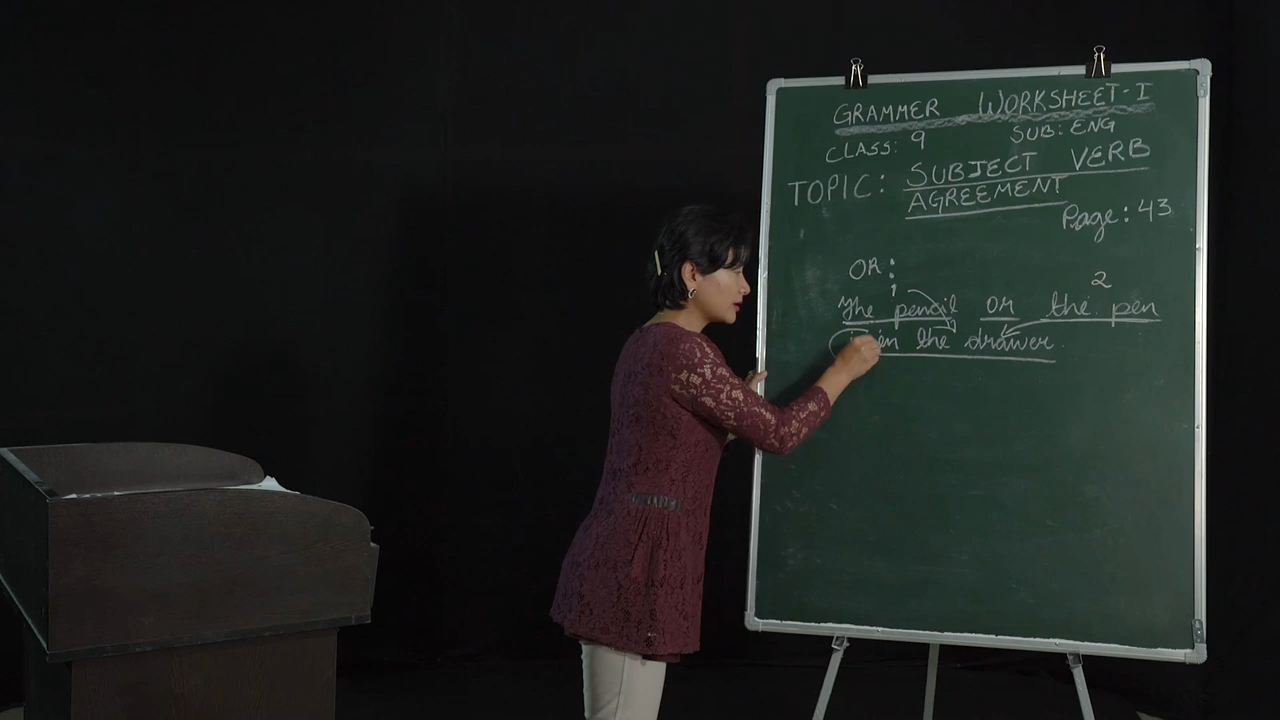 GRAMMER WORKSHEET-I
CLASS: 9 SUB: ENG
TOPIC: SUBJECT VERB
AGREEMENT
Page: 43
OR:
1 2
The pencil or the pen
in the drawer.